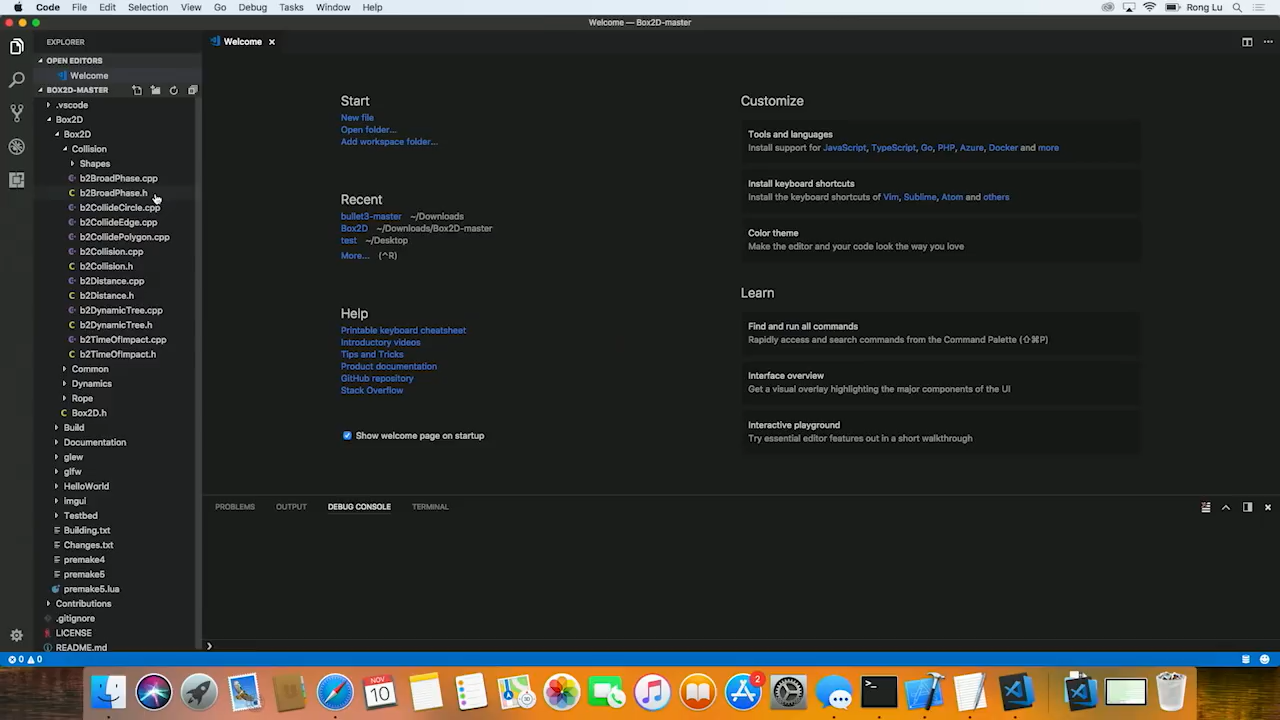 Code File Edit Selection View Go Debug Tasks Window Help Rong Lu
Welcome — Box2D-master
EXPLORER
OPEN EDITORS
Welcome
BOX2D-MASTER
.vscode
Box2D
Box2D
Collision
Shapes
b2BroadPhase.cpp
C b2BroadPhase.h
b2CollideCircle.cpp
b2CollideEdge.cpp
b2CollidePolygon.cpp
b2Collision.cpp
C b2Collision.h
b2Distance.cpp
C b2Distance.h
b2DynamicTree.cpp
C b2DynamicTree.h
b2TimeOfImpact.cpp
C b2TimeOfImpact.h
Common
Dynamics
Rope
C Box2D.h
Build
Documentation
glew
glfw
HelloWorld
imgui
Testbed
Building.txt
Changes.txt
premake4
premake5
premake5.lua
Contributions
.gitignore
LICENSE
README.md
Welcome
Start
New file
Open folder...
Add workspace folder...
Recent
bullet3-master ~/Downloads
Box2D ~/Downloads/Box2D-master
test ~/Desktop
More... (^R)
Help
Printable keyboard cheatsheet
Introductory videos
Tips and Tricks
Product documentation
GitHub repository
Stack Overflow
Show welcome page on startup
Customize
Tools and languages
Install support for JavaScript, TypeScript, Go, PHP, Azure, Docker and more
Install keyboard shortcuts
Install the keyboard shortcuts of Vim, Sublime, Atom and others
Color theme
Make the editor and your code look the way you love
Learn
Find and run all commands
Rapidly access and search commands from the Command Palette (⇧⌘P)
Interface overview
Get a visual overlay highlighting the major components of the UI
Interactive playground
Try essential editor features out in a short walkthrough
PROBLEMS OUTPUT DEBUG CONSOLE TERMINAL
0 0
NOV
10
2